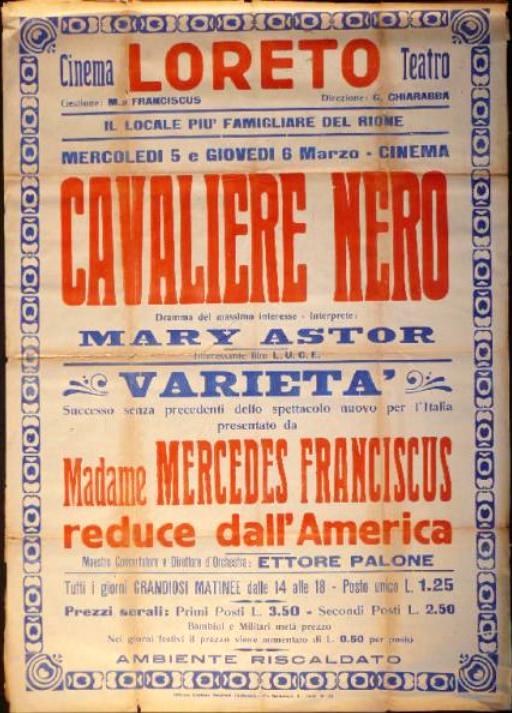 Cinema LORETO Teatro
Gestione: M.e FRANCISCUS Direzione: G. CHIARABBA
IL LOCALE PIU' FAMIGLIARE DEL RIONE
MERCOLEDI 5 e GIOVEDI 6 Marzo - CINEMA
CAVALIERE NERO
Dramma del massimo interesse - Interprete:
MARY ASTOR
Interessante film L. U. C. E.
VARIETA'
Successo senza precedenti dello spettacolo nuovo per l'Italia
presentato da
Madame MERCEDES FRANCISCUS
reduce dall'America
Maestro Concertatore e Direttore d'Orchestra: ETTORE PALONE
Tutti i giorni GRANDIOSI MATINEE dalle 14 alle 18 - Posto unico L. 1.25
Prezzi serali: Primi Posti L. 3.50 - Secondi Posti L. 2.50
Bambini e Militari metà prezzo
Nei giorni festivi il prezzo viene aumentato di L. 0.50 per posto
AMBIENTE RISCALDATO